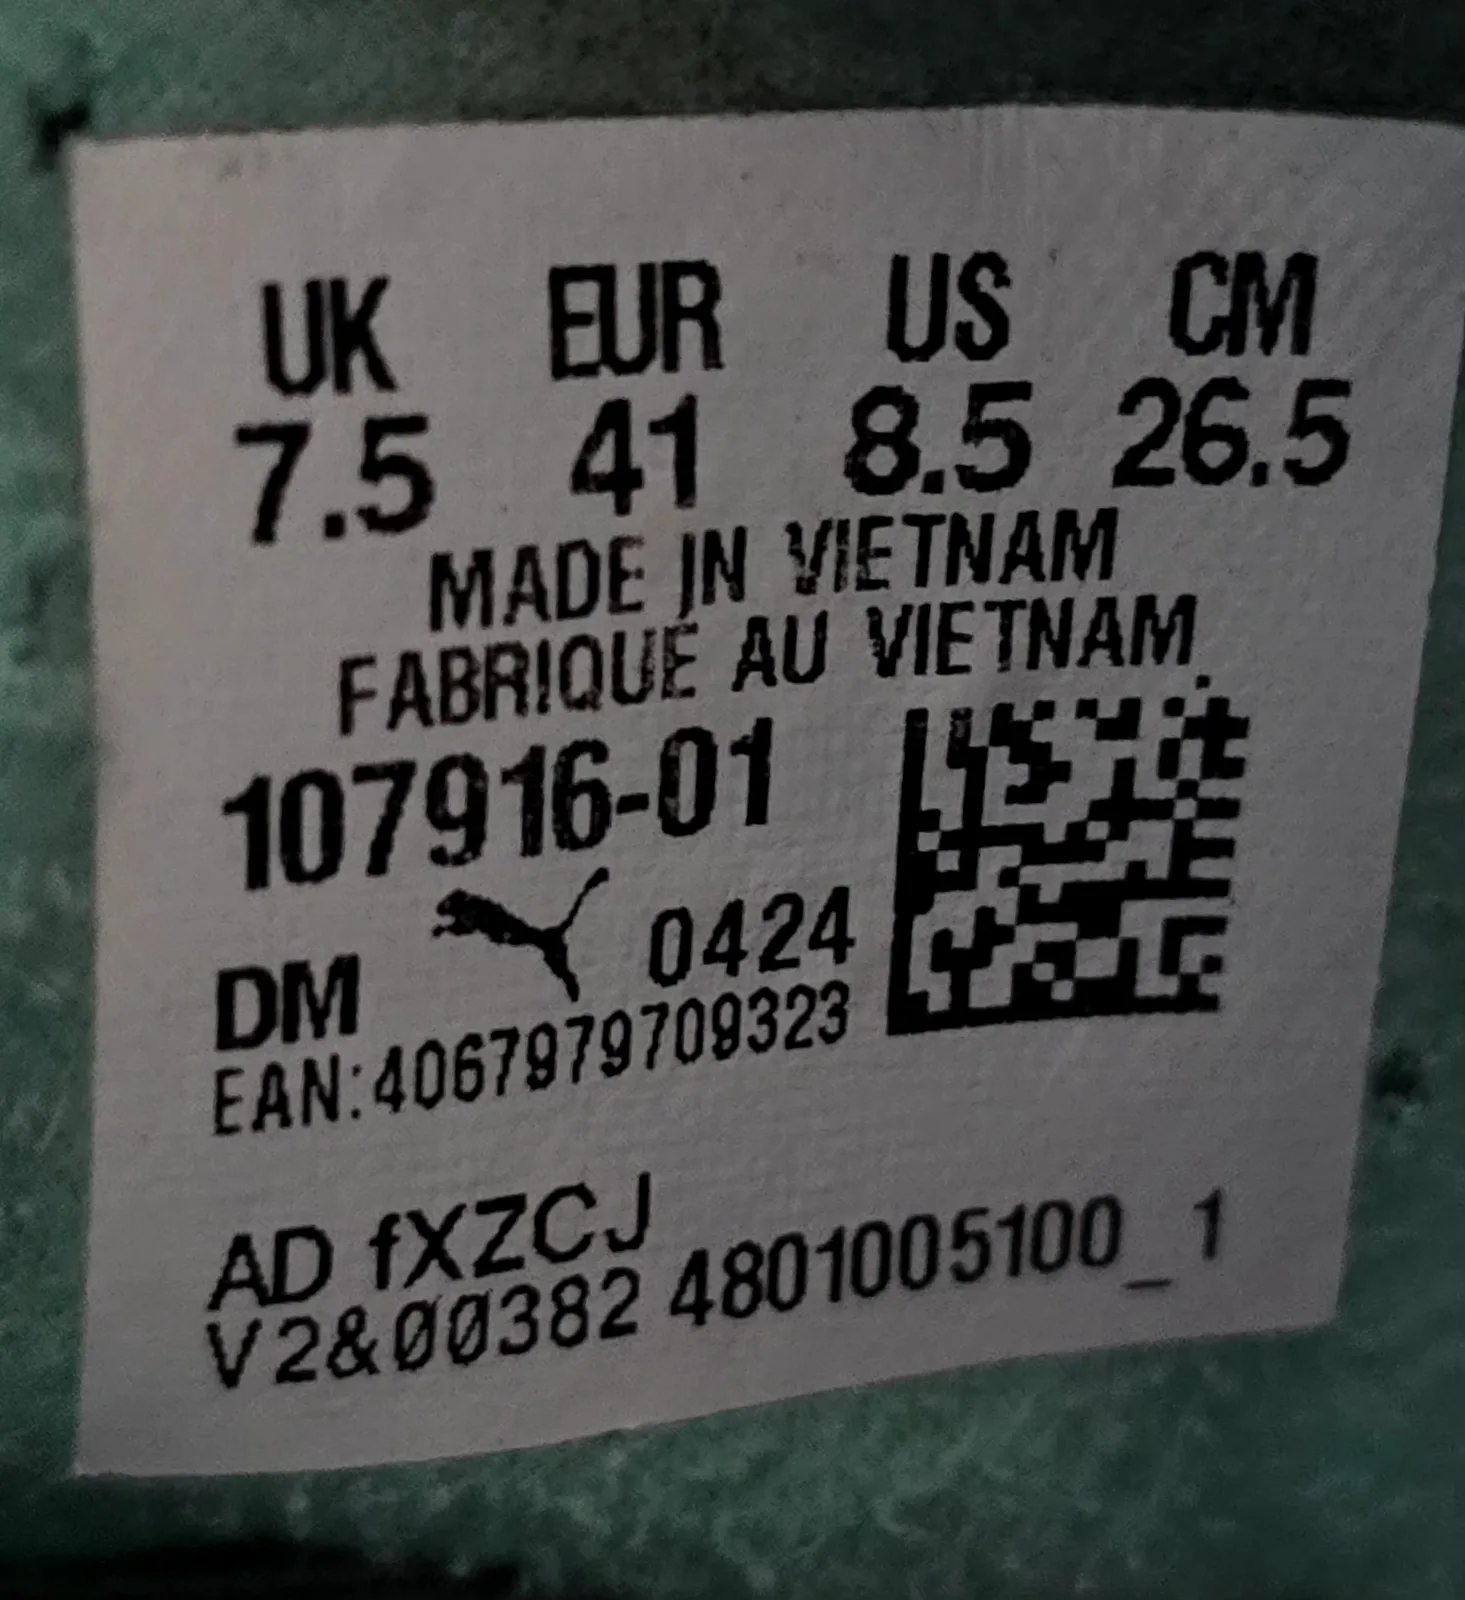 UK EUR US CM
7.5 41 8.5 26.5
MADE IN VIETNAM
FABRIQUE AU VIETNAM
107916-01
DM 0424
EAN:4067979709323
AD fXZCJ
V2&00382 4801005100_1